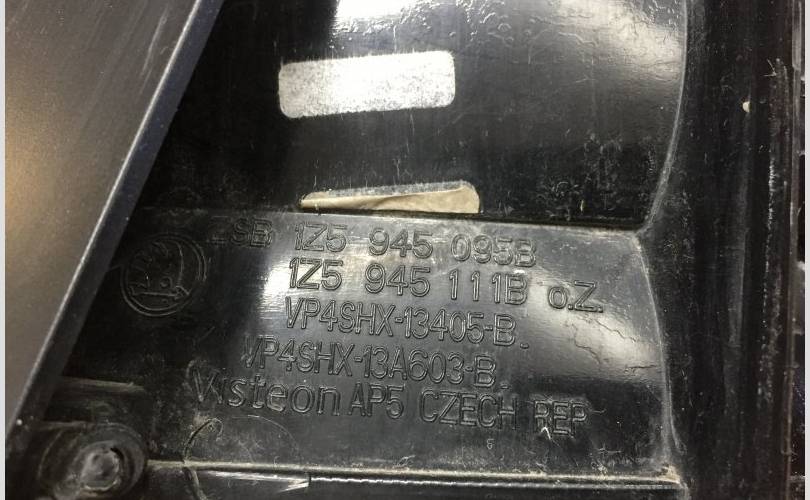 ZSB 1Z5 945 095B
1Z5 945 111B o.Z.
VP4SHX-13405-B
VP4SHX-13A603-B
Visteon AP5 CZECH REP